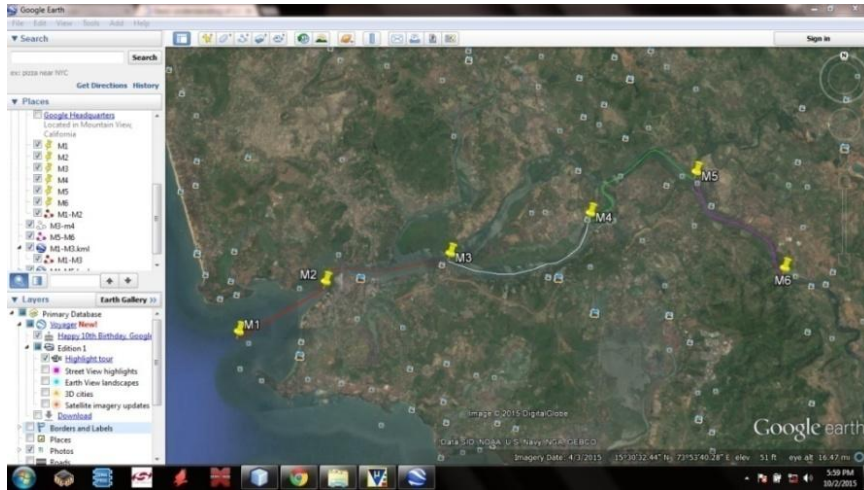 Google Earth
File Edit View Tools Add Help
▼ Search
Sign in
Search
ex: pizza near NYC
Get Directions History
▼ Places
Google Headquarters
Located in Mountain View,
California
M1
M2
M3
M4
M5
M6
M1-M2
M3-m4
M5-M6
M1-M3.kml
M1-M3
▼ Layers
Earth Gallery >>
Primary Database
Voyager New!
Happy 10th Birthday, Googl
Edition 1
Highlight tour
Street View highlights
Earth View landscapes
3D cities
Satellite imagery updates
Download
Borders and Labels
Places
Photos
Roads
N
M5
M4
M3
M2
M6
M1
Image © 2015 DigitalGlobe
Data SIO, NOAA, U.S. Navy, NGA, GEBCO
Google earth
Imagery Date: 4/3/2015 15°30'32.44" N 73°53'40.28" E elev 51 ft eye alt 16.47 mi
5:59 PM
10/2/2015